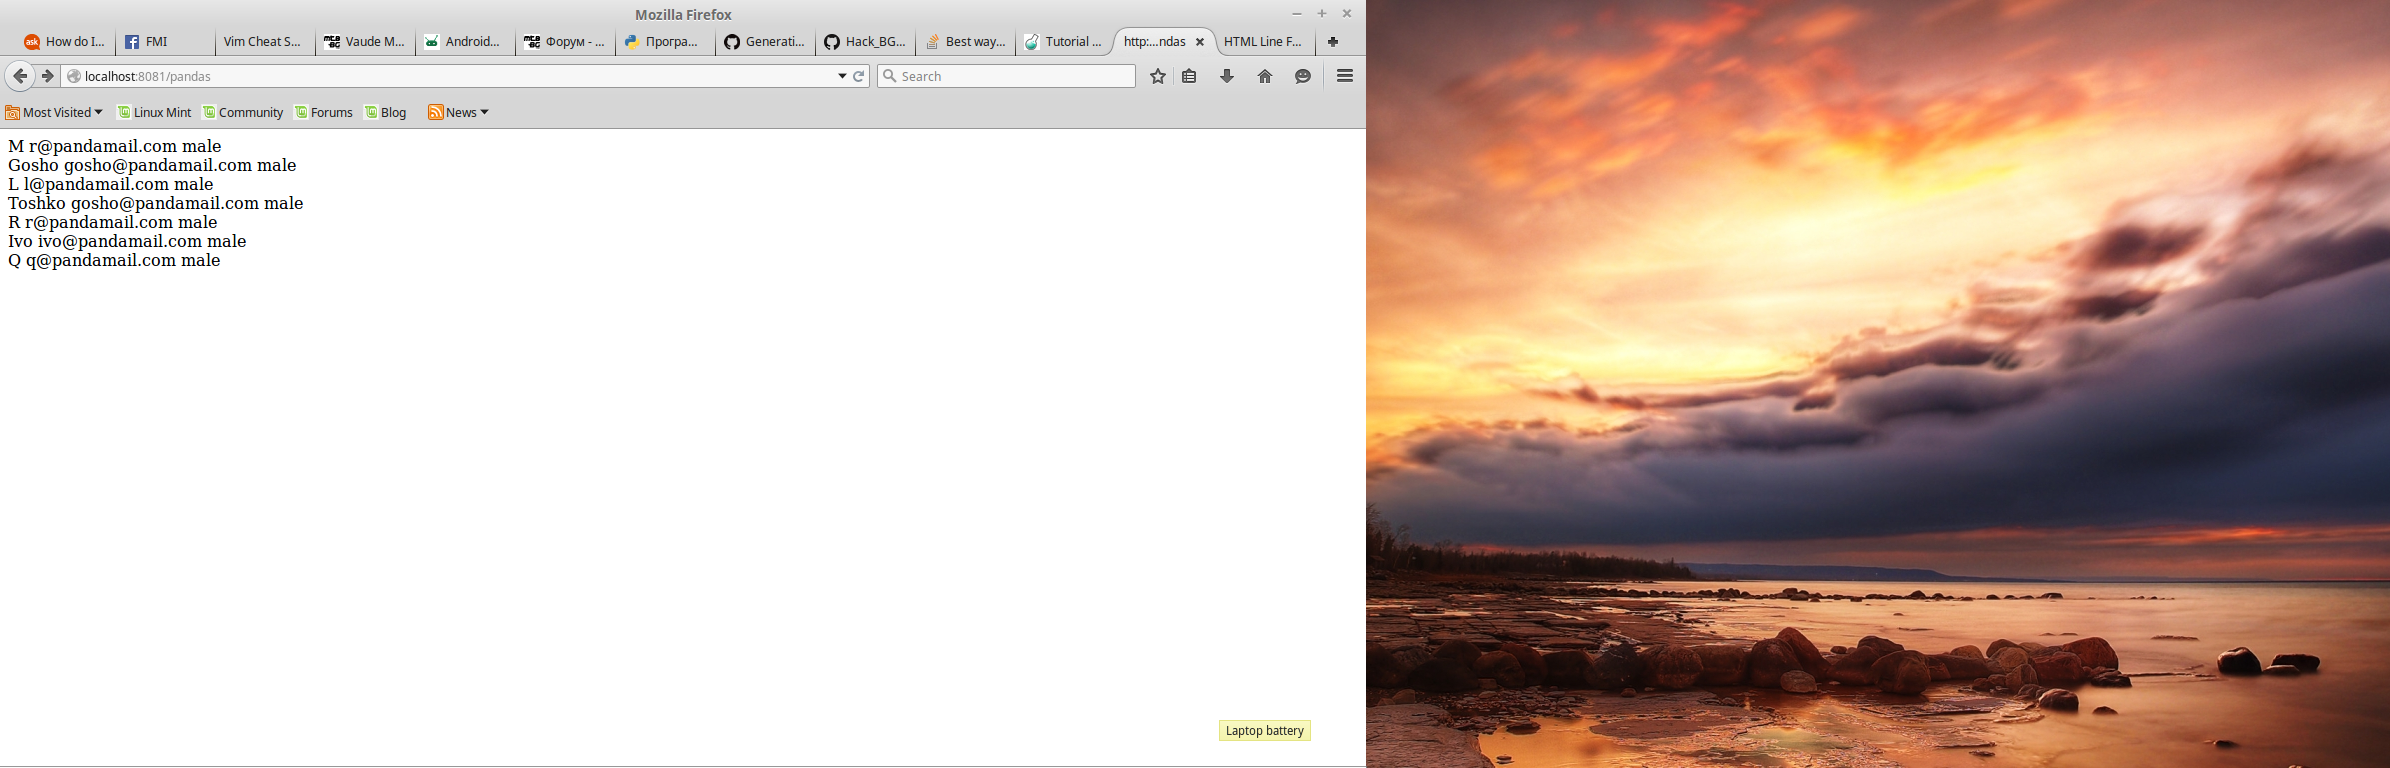 Mozilla Firefox
How do I... FMI Vim Cheat S... Vaude M... Android... Форум - ... Програ... Generati... Hack_BG... Best way... Tutorial ... http:...ndas HTML Line F...
localhost:8081/pandas Search
Most Visited Linux Mint Community Forums Blog News
M r@pandamail.com male
Gosho gosho@pandamail.com male
L l@pandamail.com male
Toshko gosho@pandamail.com male
R r@pandamail.com male
Ivo ivo@pandamail.com male
Q q@pandamail.com male
Laptop battery